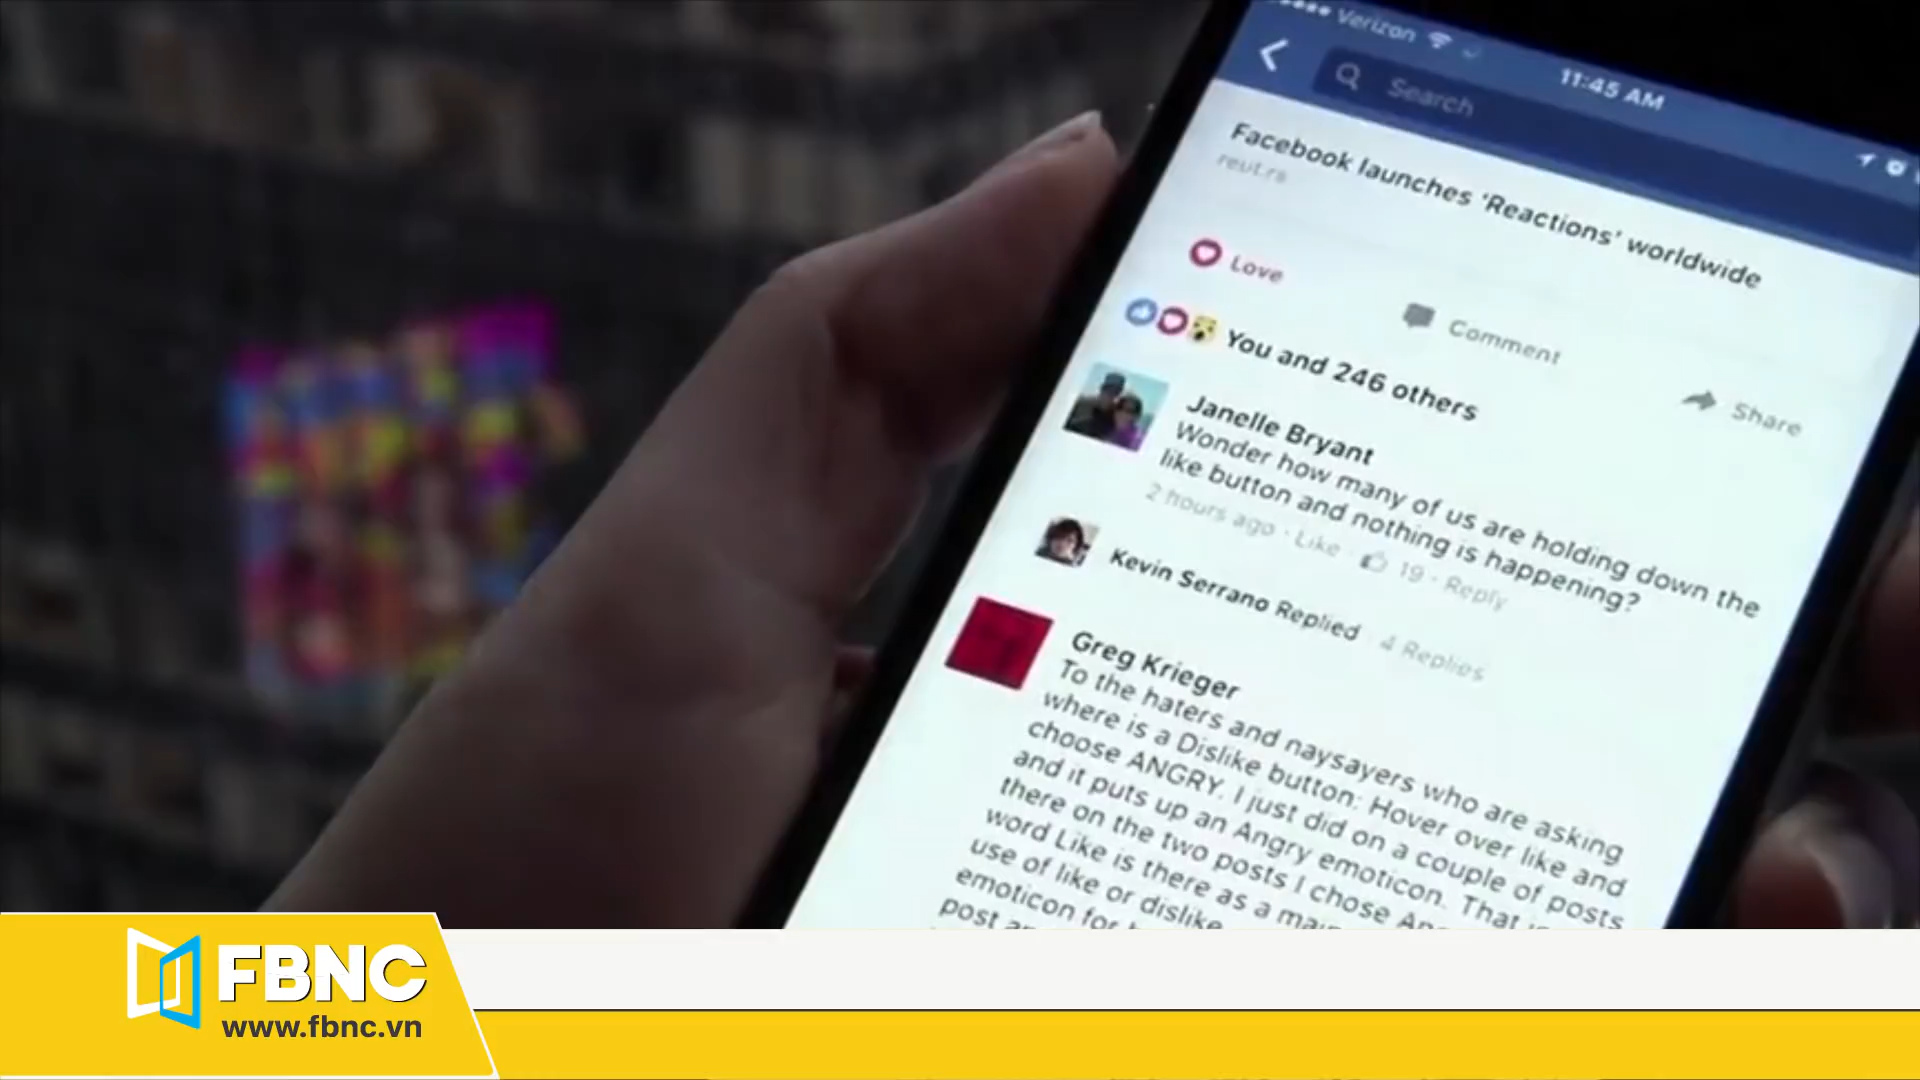 Verizon
11:45 AM
Search
Facebook launches 'Reactions' worldwide
reut.rs
Love
Comment
Share
You and 246 others
Janelle Bryant
Wonder how many of us are holding down the
like button and nothing is happening?
2 hours ago · Like · 19 · Reply
Kevin Serrano Replied 4 Replies
Greg Krieger
To the haters and naysayers who are asking
where is a Dislike button: Hover over like and
choose ANGRY. I just did on a couple of posts
and it puts up an Angry emoticon. That
there on the two posts I chose
word Like is there as a
use of like or dislike
emoticon for
post
FBNC
www.fbnc.vn